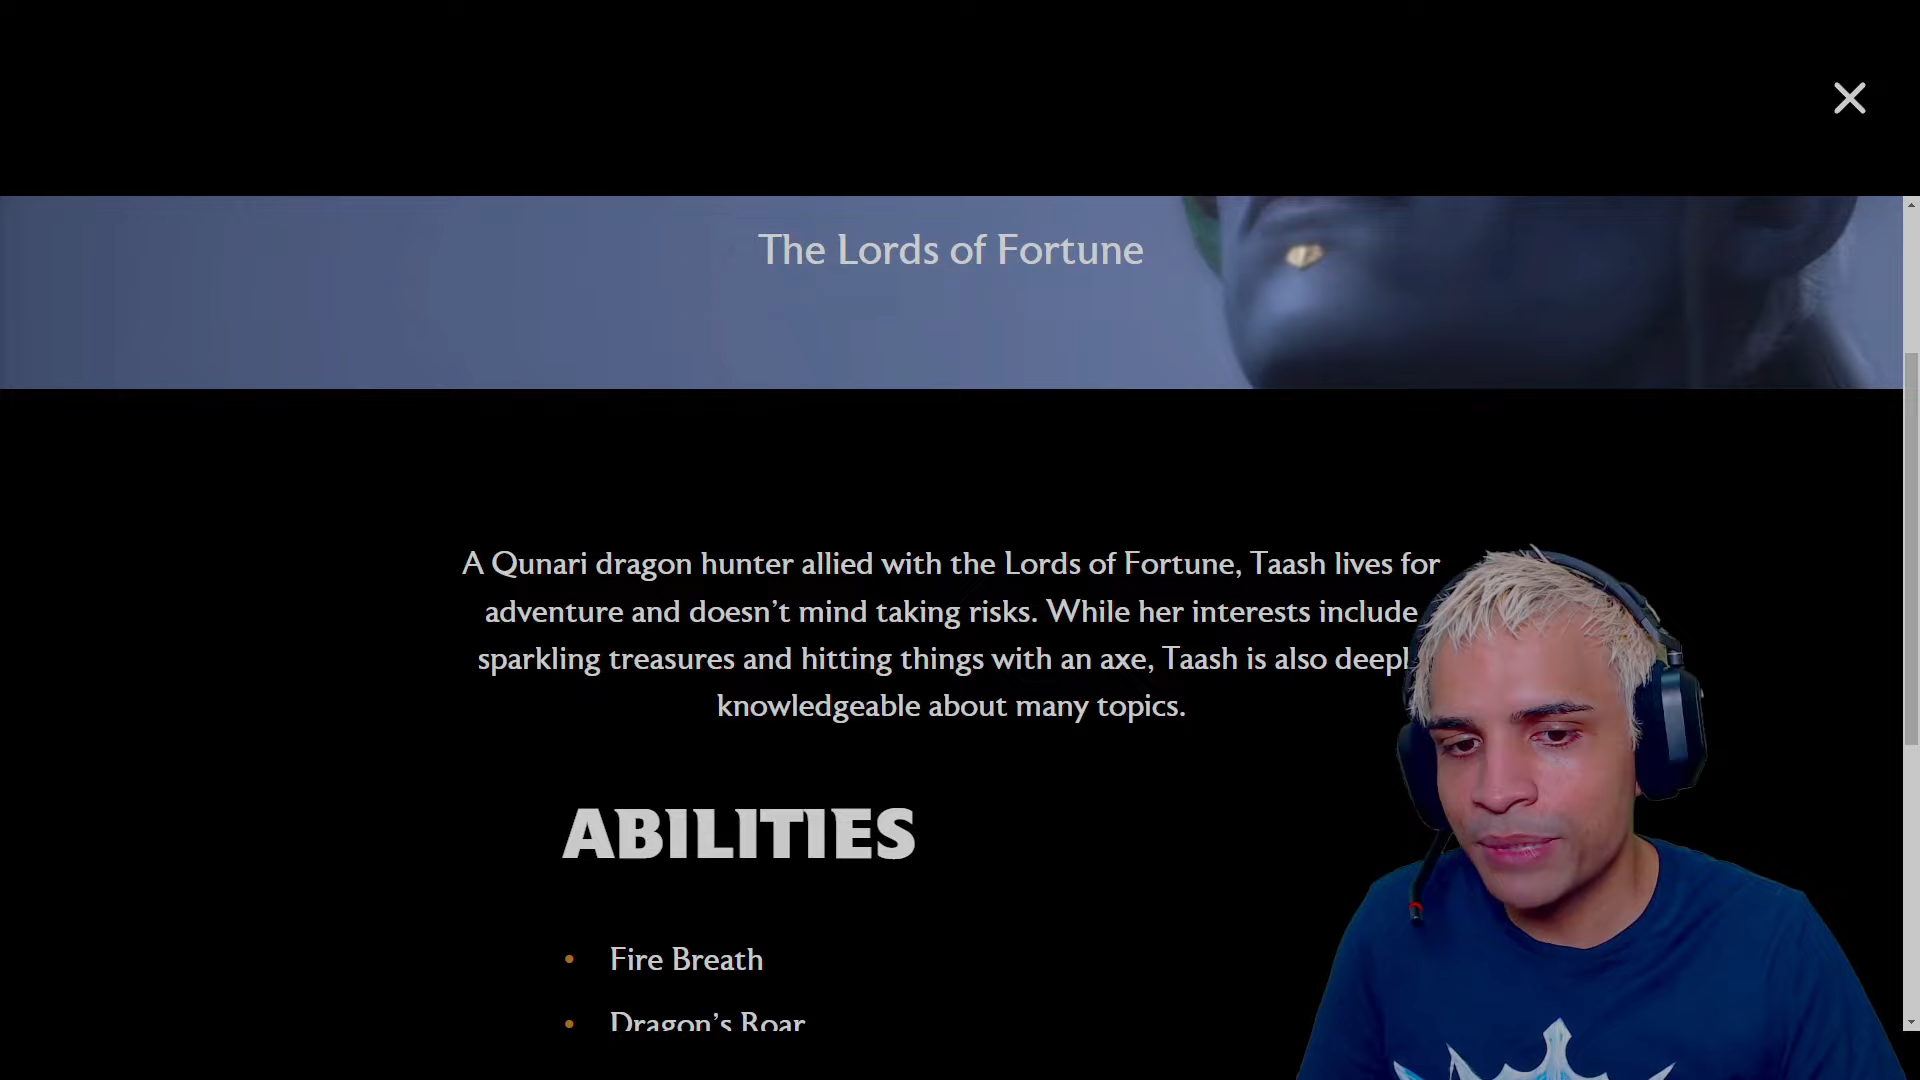 The Lords of Fortune
A Qunari dragon hunter allied with the Lords of Fortune, Taash lives for
adventure and doesn’t mind taking risks. While her interests include
sparkling treasures and hitting things with an axe, Taash is also
knowledgeable about many topics.
ABILITIES
• Fire Breath
• Dragon’s Roar